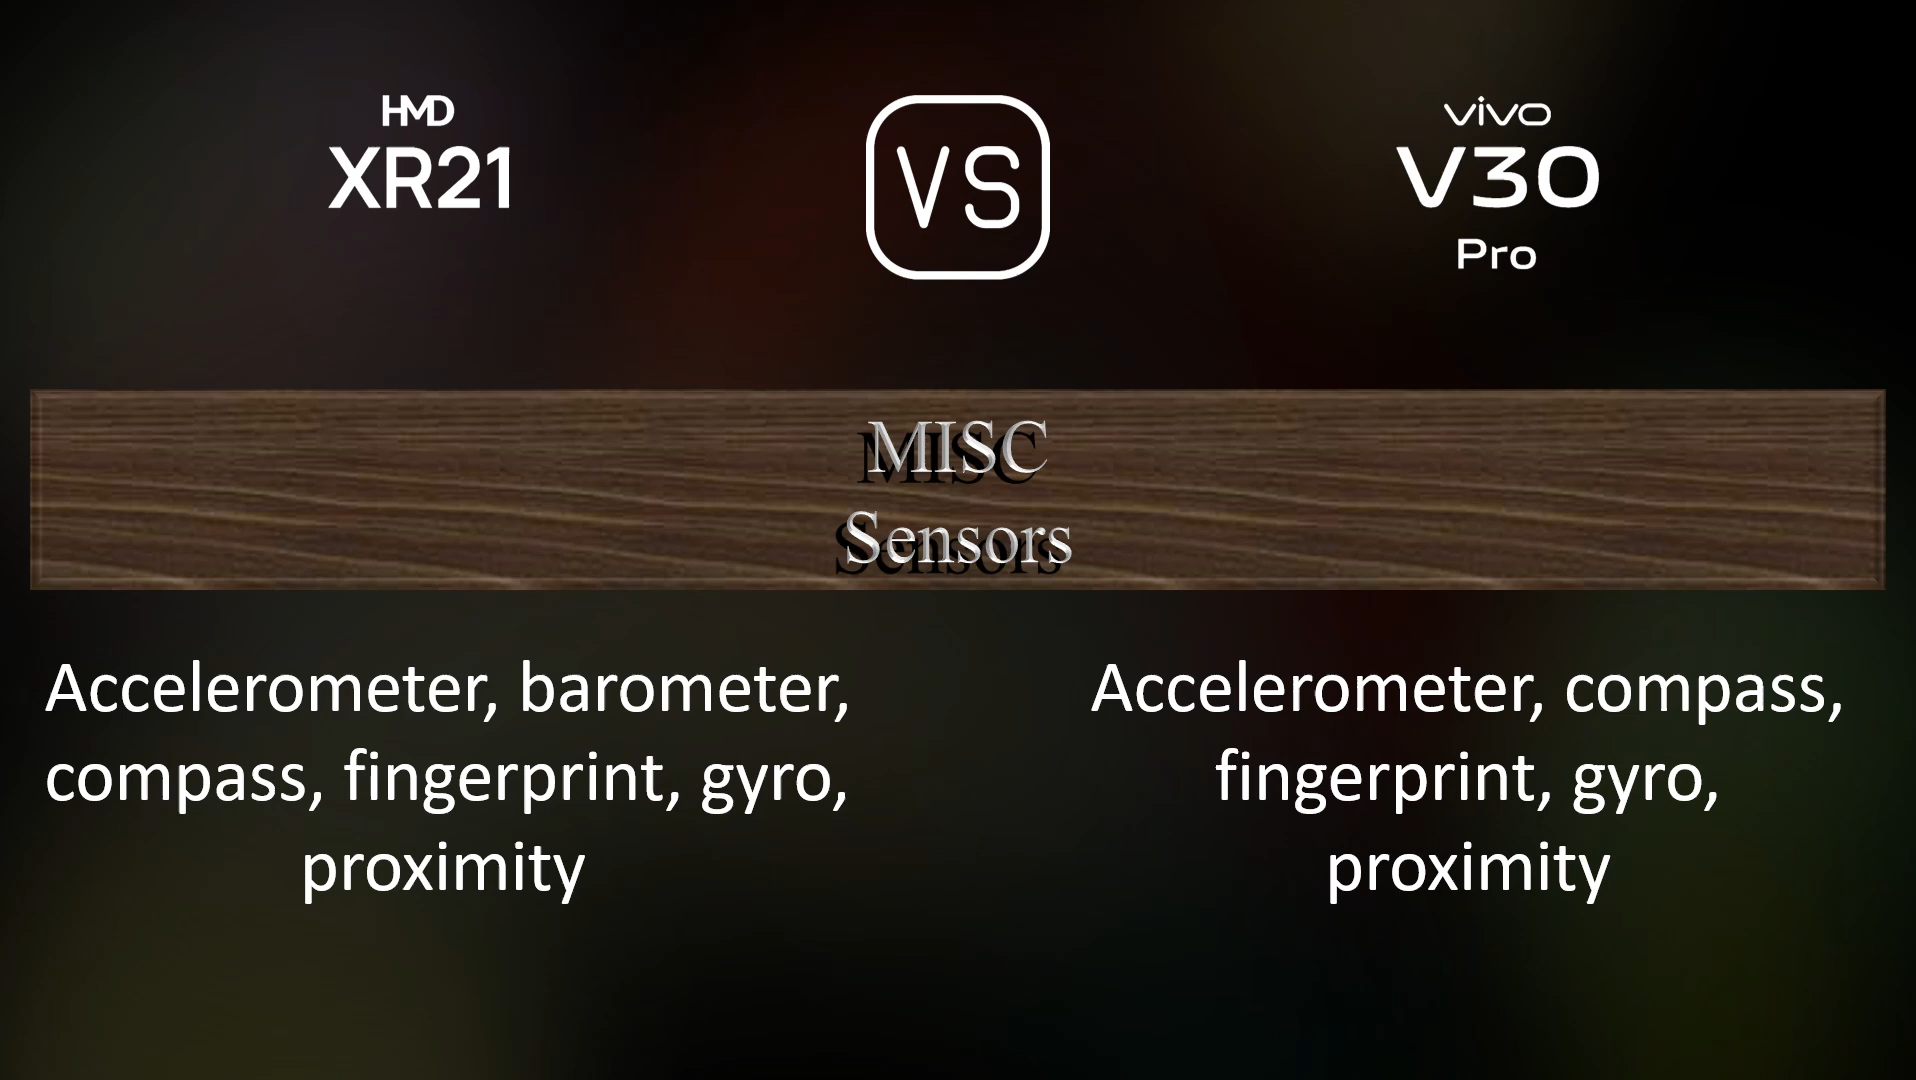 HMD
XR21
VS
vivo
V30
Pro
MISC
Sensors
Accelerometer, barometer,
compass, fingerprint, gyro,
proximity
Accelerometer, compass,
fingerprint, gyro,
proximity